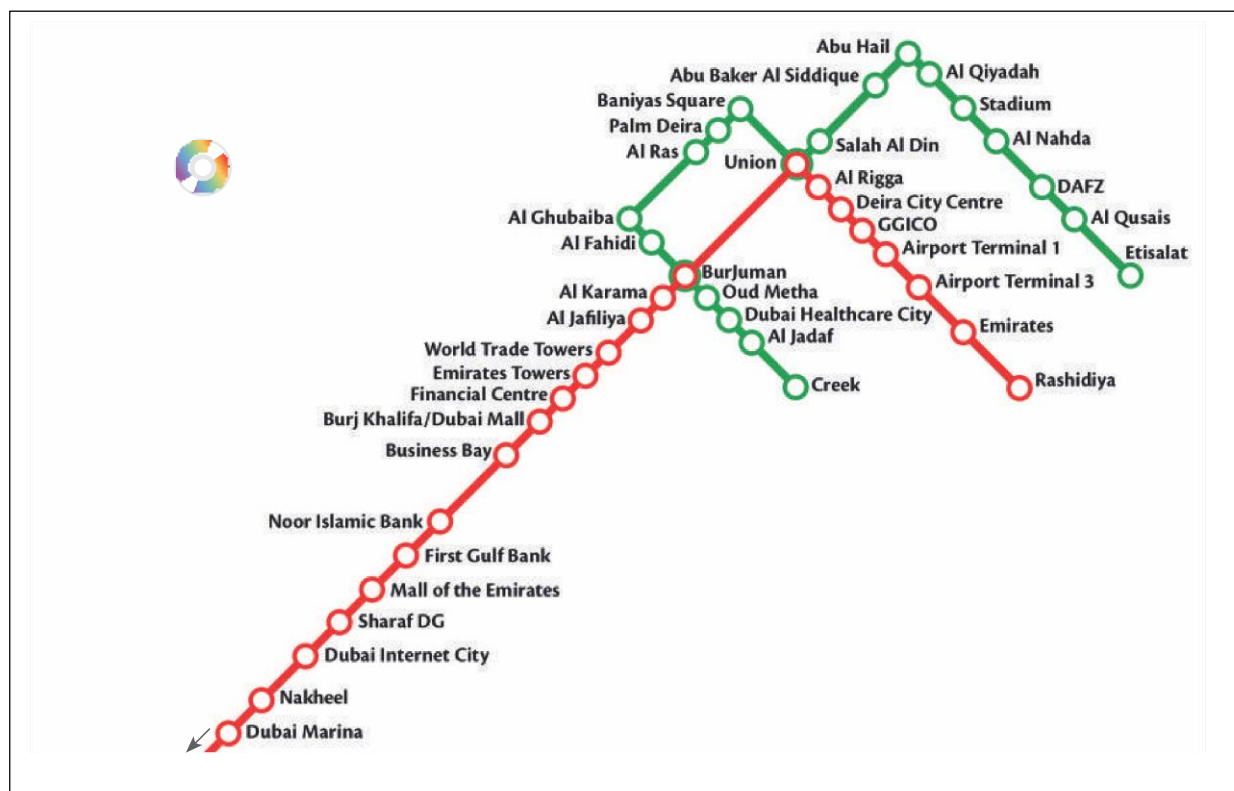 Abu Hail
Abu Baker Al Siddique
Al Qiyadah
Baniyas Square
Stadium
Palm Deira
Al Ras
Salah Al Din
Al Nahda
Union
Al Rigga
DAFZ
Deira City Centre
Al Ghubaiba
GGICO
Al Qusais
Al Fahidi
Airport Terminal 1
Etisalat
BurJuman
Airport Terminal 3
Al Karama
Oud Metha
Al Jafiliya
Dubai Healthcare City
Emirates
Al Jadaf
World Trade Towers
Emirates Towers
Creek
Rashidiya
Financial Centre
Burj Khalifa/Dubai Mall
Business Bay
Noor Islamic Bank
First Gulf Bank
Mall of the Emirates
Sharaf DG
Dubai Internet City
Nakheel
Dubai Marina